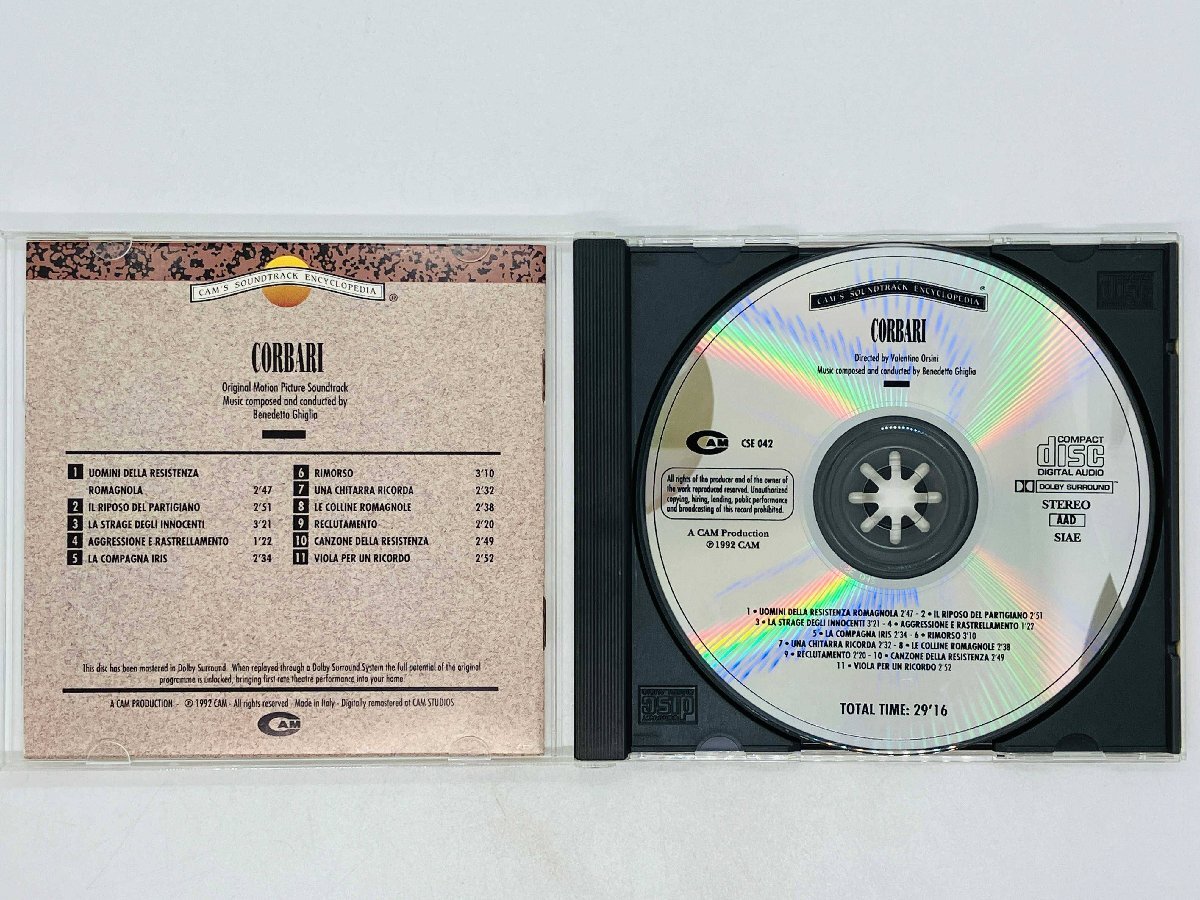 CAM'S SOUNDTRACK ENCYCLOPEDIA ®
CORBARI
Original Motion Picture Soundtrack
Music composed and conducted by
Benedetto Ghiglia
1 UOMINI DELLA RESISTENZA
ROMAGNOLA 2'47
2 IL RIPOSO DEL PARTIGIANO 2'51
3 LA STRAGE DEGLI INNOCENTI 3'21
4 AGGRESSIONE E RASTRELLAMENTO 1'22
5 LA COMPAGNA IRIS 2'34
6 RIMORSO 3'10
7 UNA CHITARRA RICORDA 2'32
8 LE COLLINE ROMAGNOLE 2'38
9 RECLUTAMENTO 2'20
10 CANZONE DELLA RESISTENZA 2'49
11 VIOLA PER UN RICORDO 2'52
This disc has been mastered in Dolby Surround. When replayed through a Dolby Surround System the full potential of the original
programme is unlocked, bringing first-rate theatre performance into your home.
A CAM PRODUCTION - ℗ 1992 CAM - All rights reserved - Made in Italy - Digitally remastered at CAM STUDIOS
CAM
CAM'S SOUNDTRACK ENCYCLOPEDIA ®
CORBARI
Directed by Valentino Orsini
Music composed and conducted by Benedetto Ghiglia
CAM CSE 042
All rights of the producer and of the owner of
the work reproduced reserved. Unauthorized
copying, hiring, lending, public performance
and broadcasting of this record prohibited.
A CAM Production
℗ 1992 CAM
COMPACT
disc
DIGITAL AUDIO
DOLBY SURROUND
STEREO
AAD
SIAE
1 • UOMINI DELLA RESISTENZA ROMAGNOLA 2'47 - 2 • IL RIPOSO DEL PARTIGIANO 2'51
3 • LA STRAGE DEGLI INNOCENTI 3'21 - 4 • AGGRESSIONE E RASTRELLAMENTO 1'22
5 • LA COMPAGNA IRIS 2'34 - 6 • RIMORSO 3'10
7 • UNA CHITARRA RICORDA 2'32 - 8 • LE COLLINE ROMAGNOLE 2'38
9 • RECLUTAMENTO 2'20 - 10 • CANZONE DELLA RESISTENZA 2'49
11 • VIOLA PER UN RICORDO 2'52
TOTAL TIME: 29'16
disc